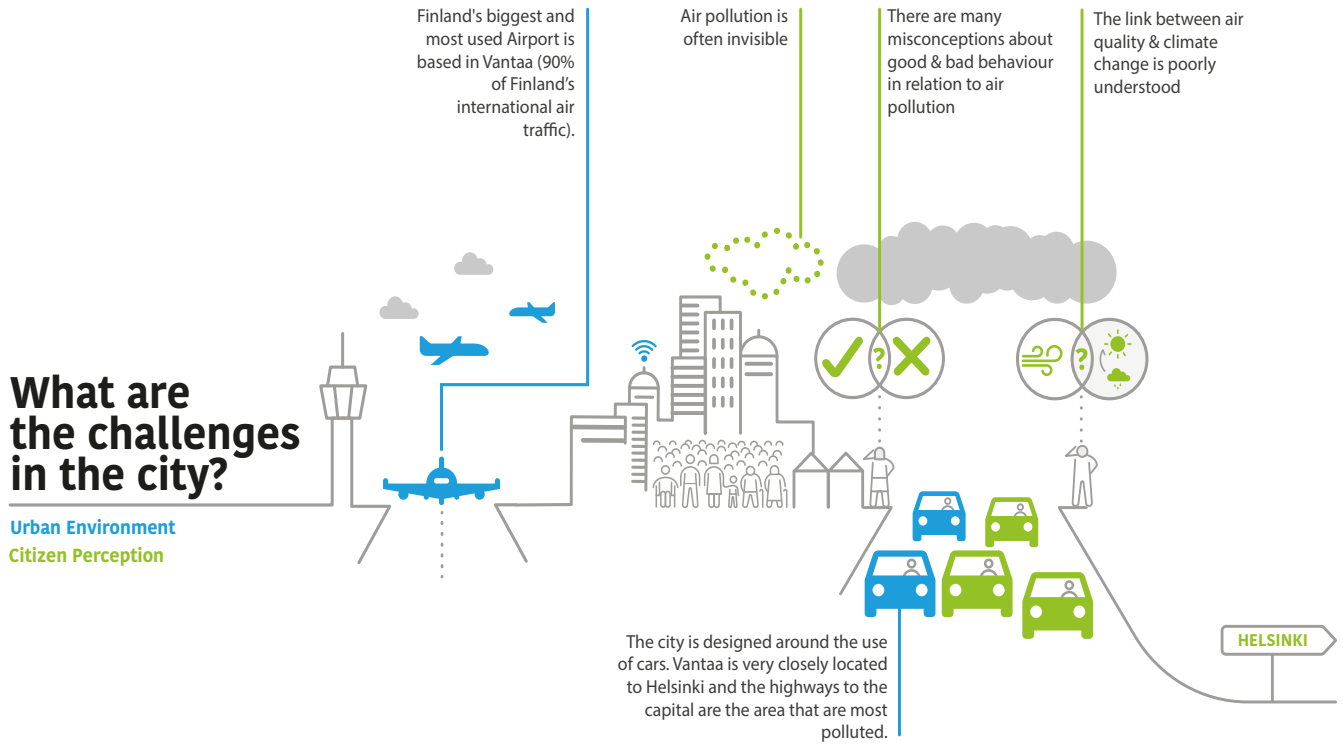 Finland's biggest and
most used Airport is
based in Vantaa (90%
of Finland's
international air
traffic).
Air pollution is
often invisible
There are many
misconceptions about
good & bad behaviour
in relation to air
pollution
The link between air
quality & climate
change is poorly
understood
? ?
What are
the challenges
in the city?
Urban Environment
Citizen Perception
The city is designed around the use
of cars. Vantaa is very closely located
to Helsinki and the highways to the
capital are the area that are most
polluted.
HELSINKI